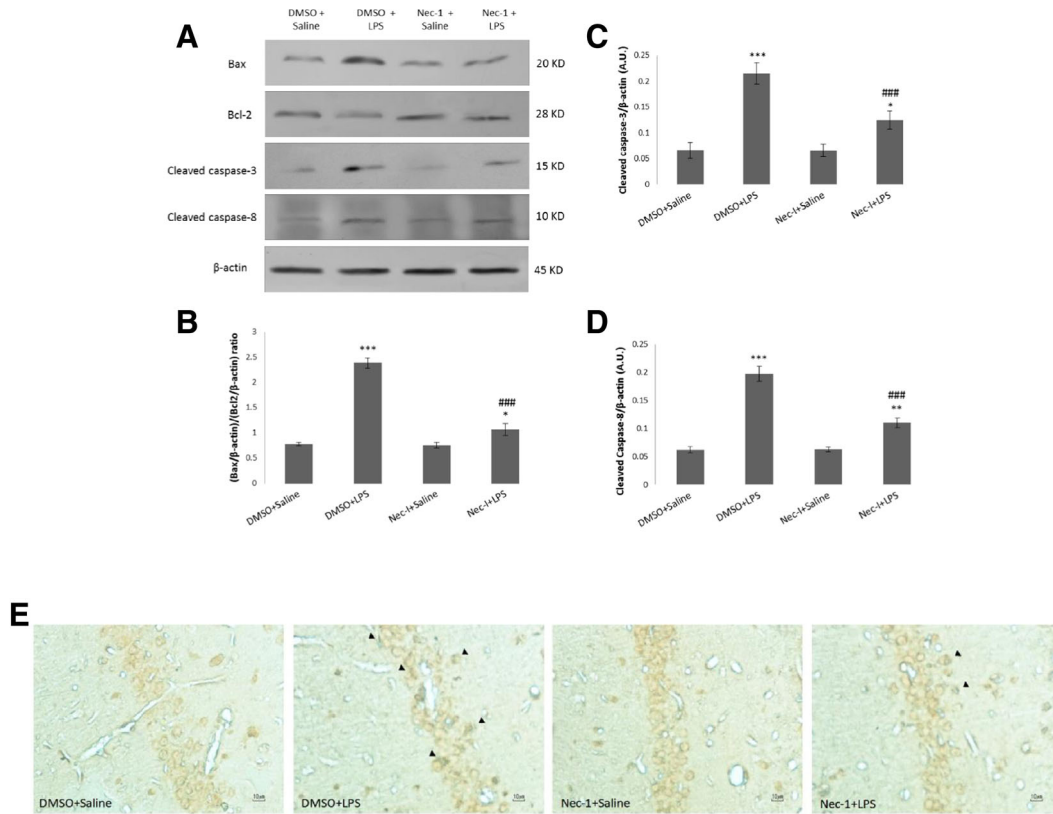 A
DMSO + Saline
DMSO + LPS
Nec-1 + Saline
Nec-1 + LPS
Bax
20 KD
Bcl-2
28 KD
Cleaved caspase-3
15 KD
Cleaved caspase-8
10 KD
β-actin
45 KD
B
(Bax/β-actin)/(Bcl2/β-actin) ratio
3
2.5
2
1.5
1
0.5
0
***
###
*
DMSO+Saline
DMSO+LPS
Nec-I+Saline
Nec-I+LPS
C
Cleaved caspase-3/β-actin (A.U.)
0.25
0.2
0.15
0.1
0.05
0
***
###
*
DMSO+Saline
DMSO+LPS
Nec-I+Saline
Nec-I+LPS
D
Cleaved Caspase-8/β-actin (A.U.)
0.25
0.2
0.15
0.1
0.05
0
***
###
**
DMSO+Saline
DMSO+LPS
Nec-I+Saline
Nec-I+LPS
E
DMSO+Saline
10μm
DMSO+LPS
10μm
Nec-1+Saline
10μm
Nec-1+LPS
10μm